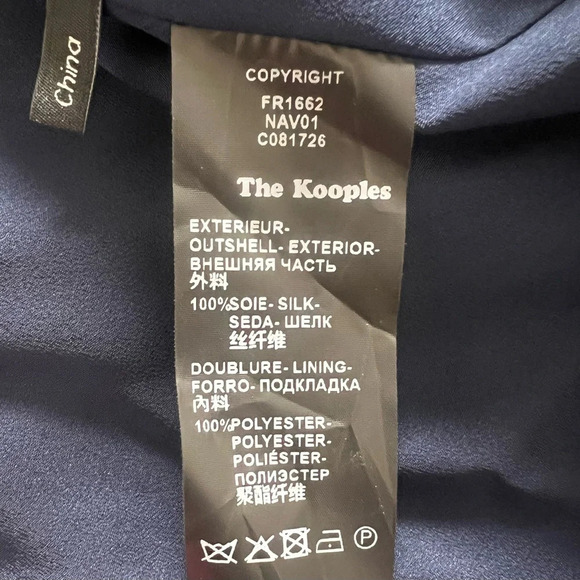 China
COPYRIGHT
FR1662
NAV01
C081726
The Kooples
EXTERIEUR-
OUTSHELL- EXTERIOR-
ВНЕШНЯЯ ЧАСТЬ
外料
100%SOIE- SILK-
SEDA- ШЕЛК
丝纤维
DOUBLURE- LINING-
FORRO- ПОДКЛАДКА
內料
100%POLYESTER-
POLYESTER-
POLIÉSTER-
ПОЛИЭСТЕР
聚酯纤维
P